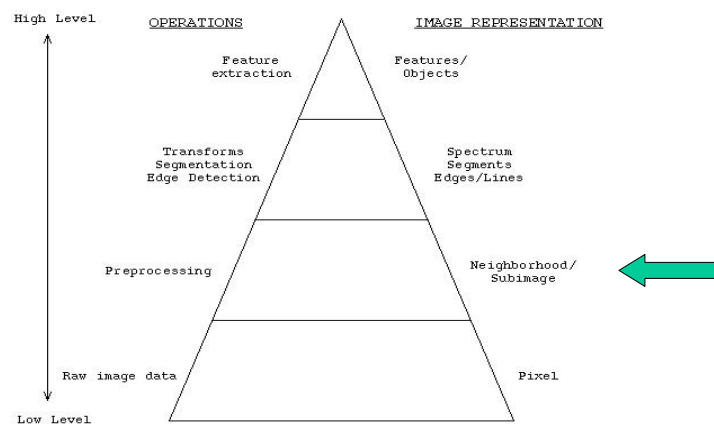 High Level
OPERATIONS
IMAGE REPRESENTATION
Feature
extraction
Features/
Objects
Transforms
Segmentation
Edge Detection
Spectrum
Segments
Edges/Lines
Preprocessing
Neighborhood/
Subimage
Raw image data
Pixel
Low Level